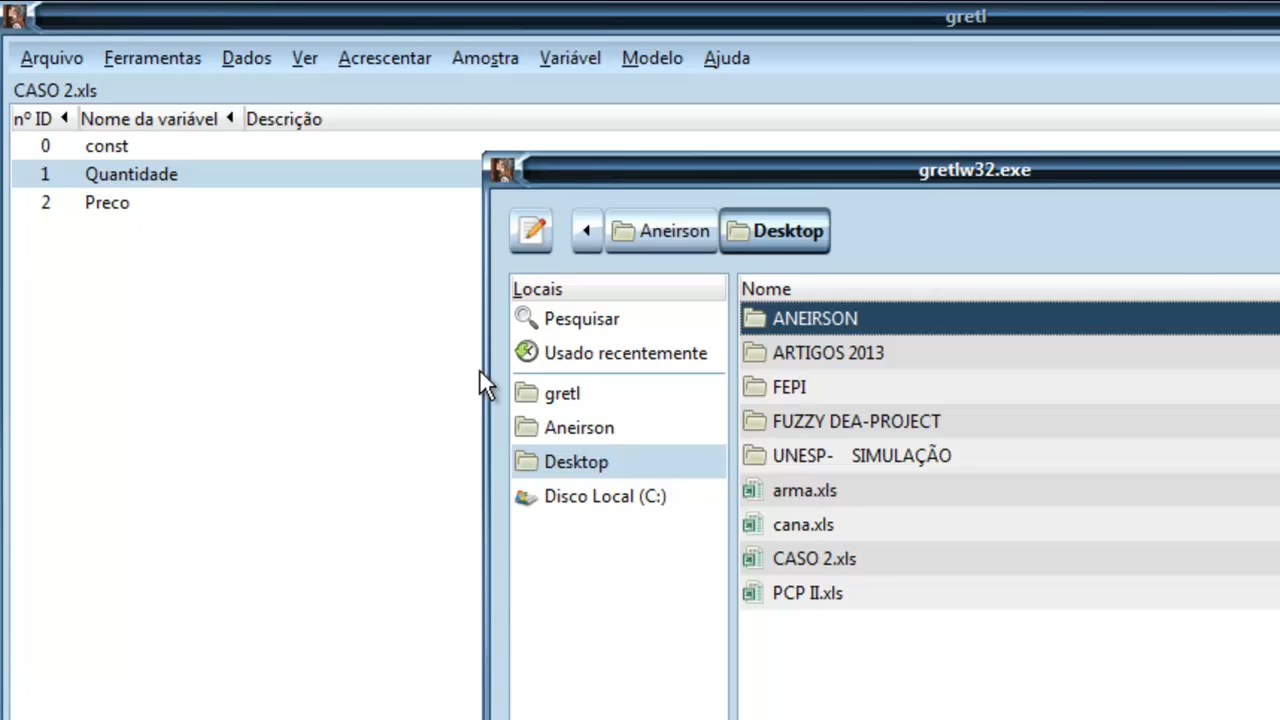 gretl
Arquivo Ferramentas Dados Ver Acrescentar Amostra Variável Modelo Ajuda
CASO 2.xls
nº ID Nome da variável Descrição
0 const
1 Quantidade
2 Preco
gretlw32.exe
Aneirson Desktop
Locais
Pesquisar
Usado recentemente
gretl
Aneirson
Desktop
Disco Local (C:)
Nome
ANEIRSON
ARTIGOS 2013
FEPI
FUZZY DEA-PROJECT
UNESP- SIMULAÇÃO
arma.xls
cana.xls
CASO 2.xls
PCP II.xls